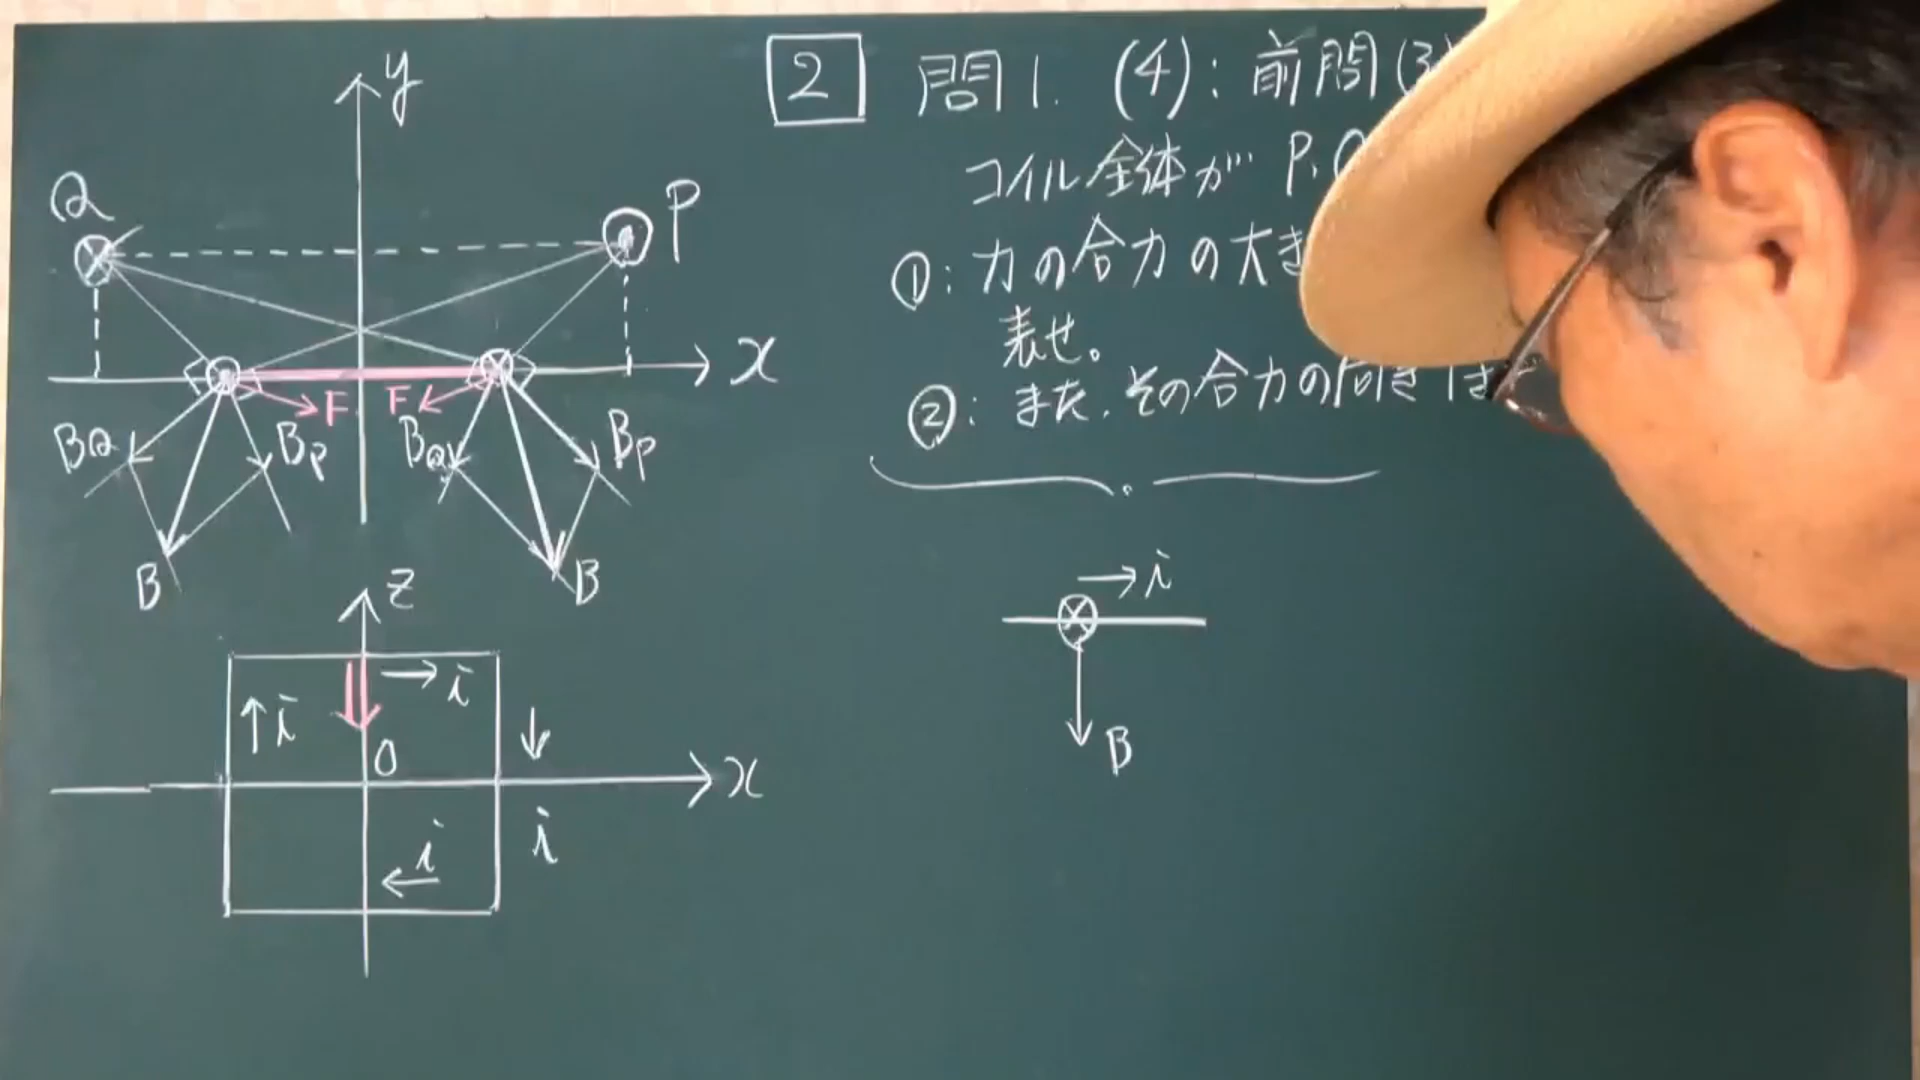 2 問1. (4): 前問(3)
コイル全体が P.Q
①: 力の合力の大き
表せ。
②: また、その合力の向きは
y
Q
P
x
F F
BQ BP BQ BP
B B
z
→ i
↑ i
O
↓
x
i
i
←
→ i
B